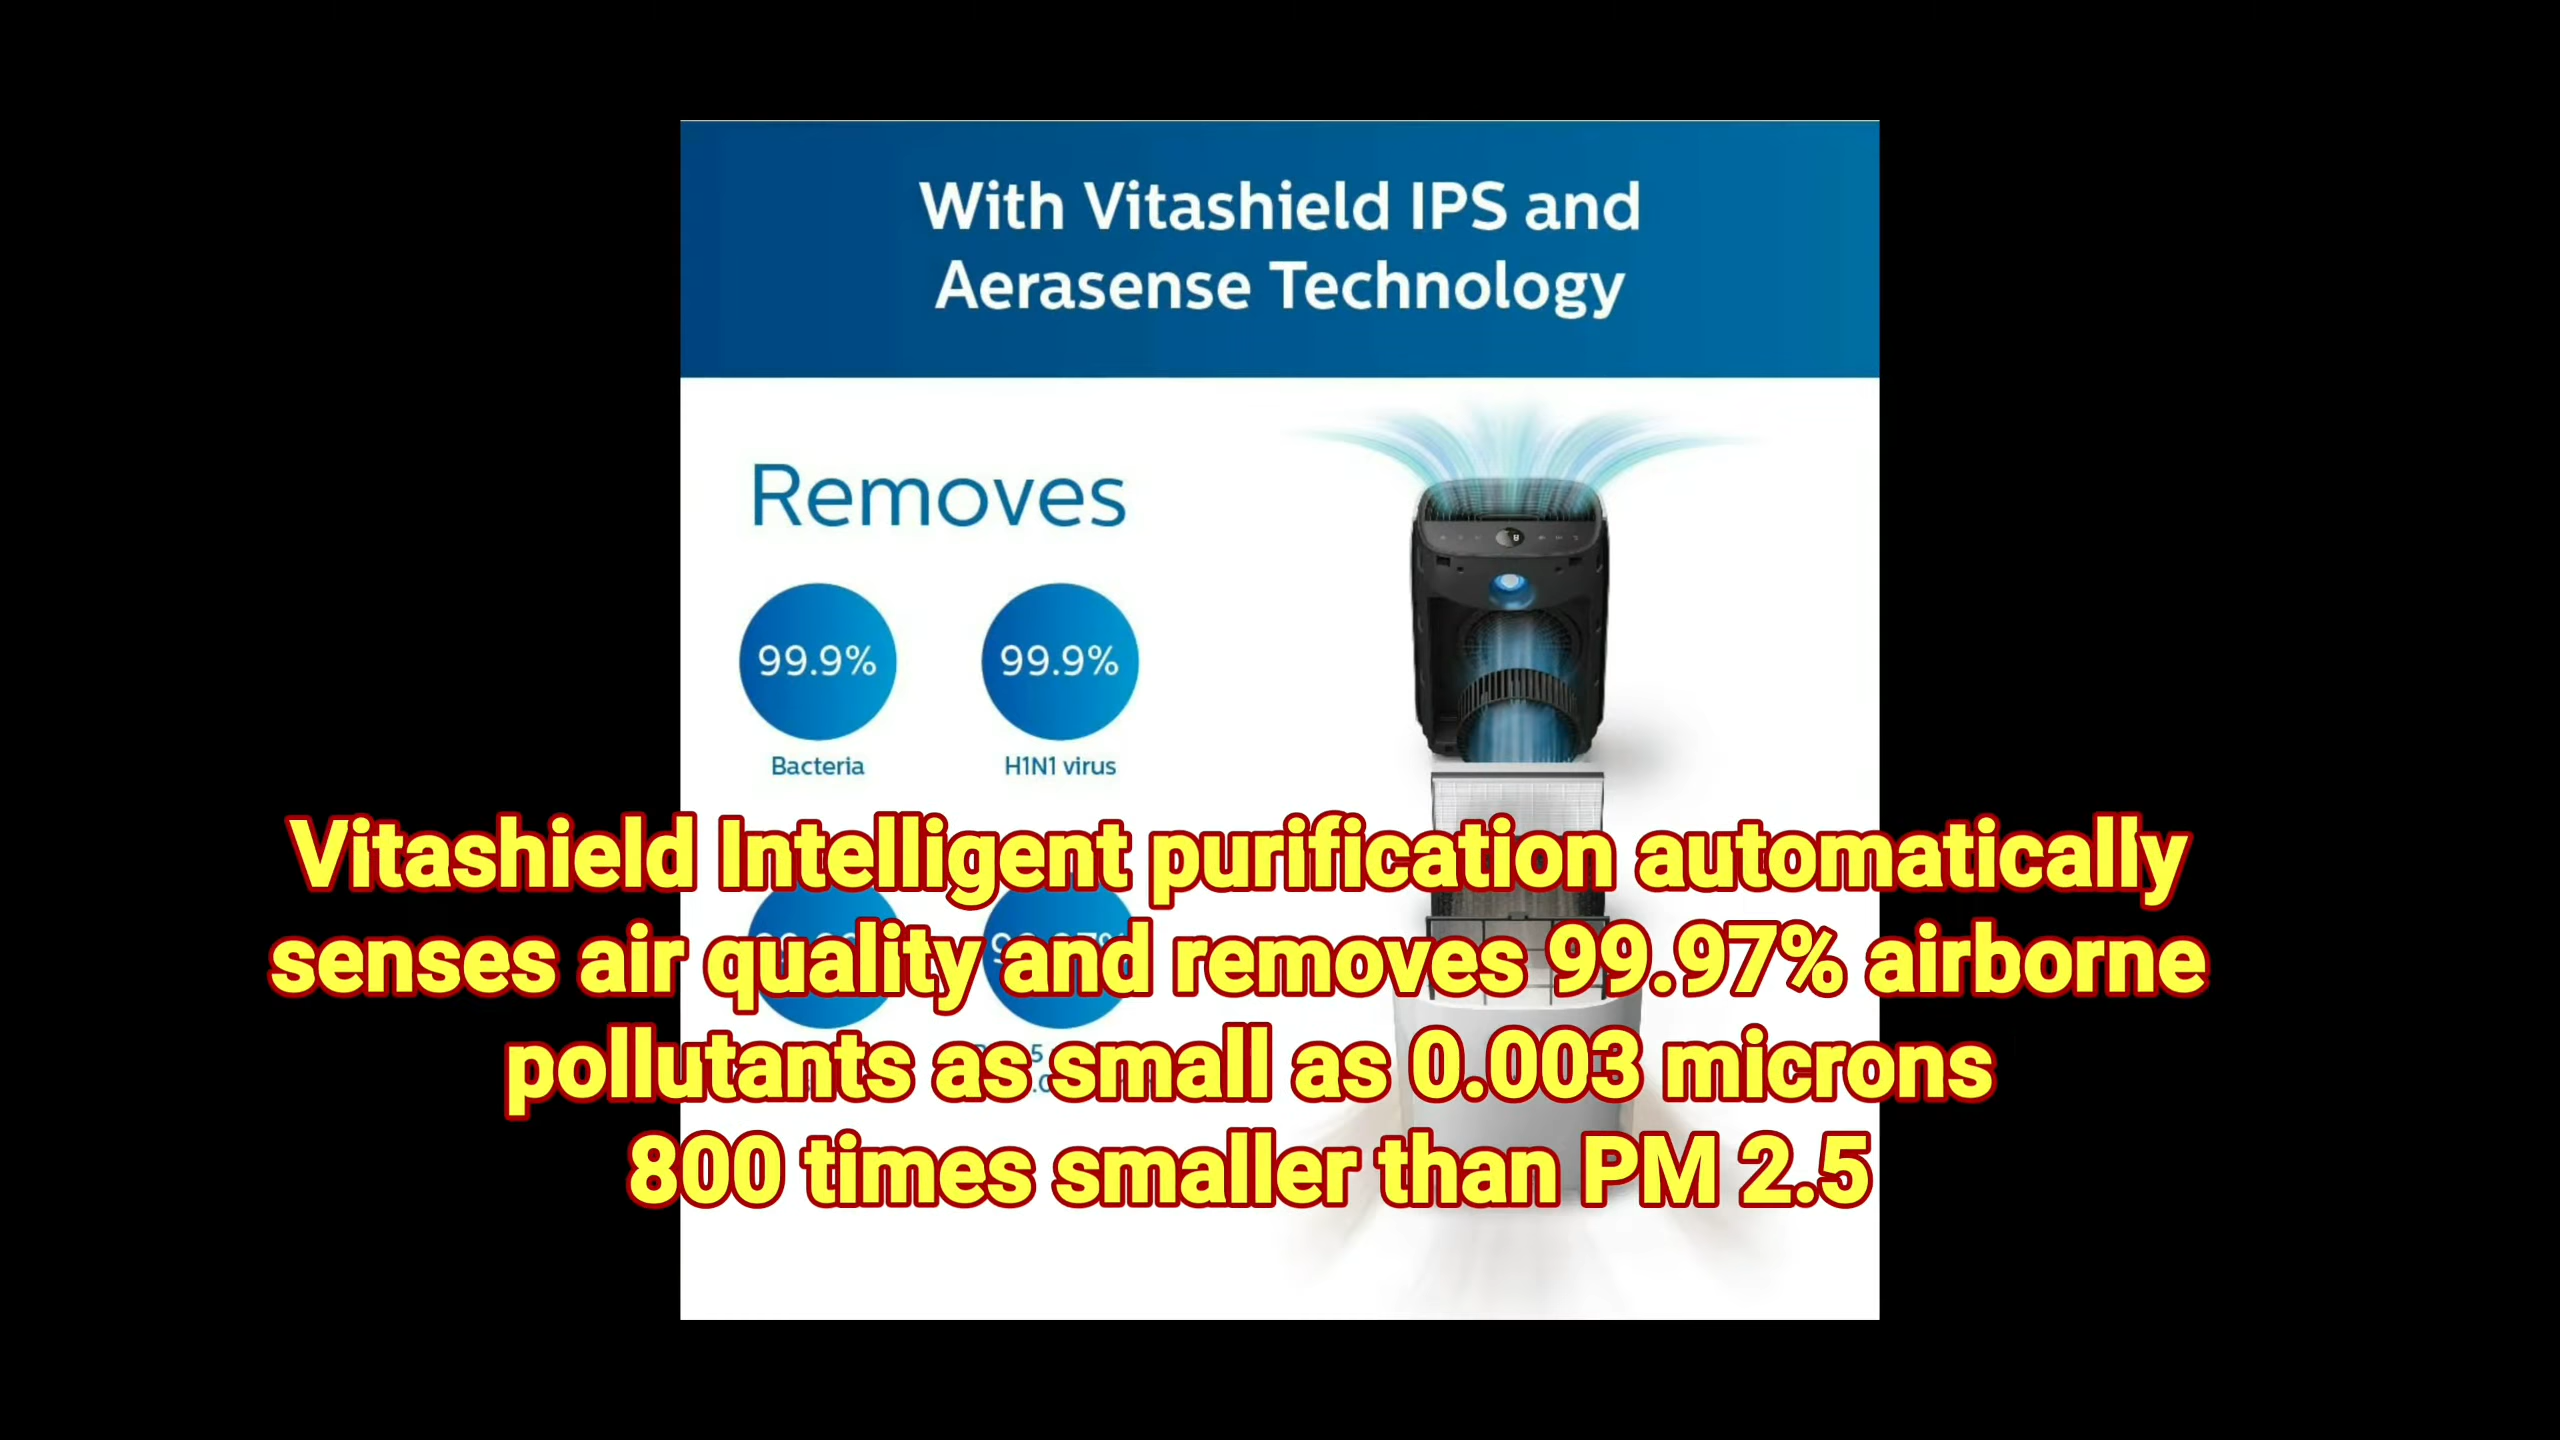 With Vitashield IPS and
Aerasense Technology
Removes
99.9%
99.9%
Bacteria
H1N1 virus
Vitashield Intelligent purification automatically
senses air quality and removes 99.97% airborne
pollutants as small as 0.003 microns
800 times smaller than PM 2.5